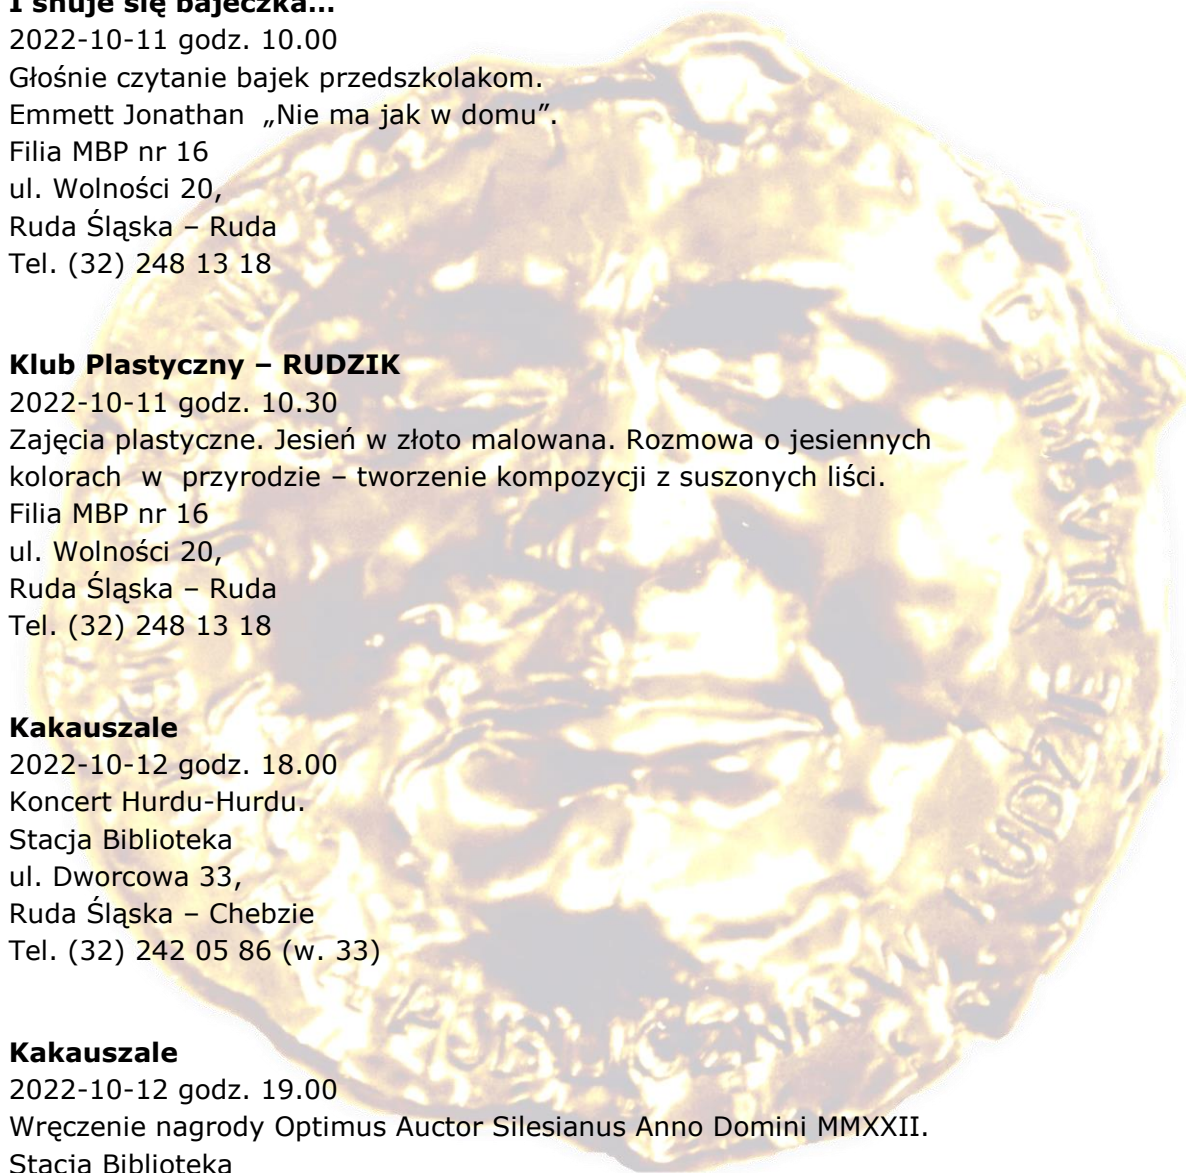 I snuje się bajeczka…
2022-10-11 godz. 10.00
Głośnie czytanie bajek przedszkolakom.
Emmett Jonathan „Nie ma jak w domu”.
Filia MBP nr 16
ul. Wolności 20,
Ruda Śląska – Ruda
Tel. (32) 248 13 18
Klub Plastyczny – RUDZIK
2022-10-11 godz. 10.30
Zajęcia plastyczne. Jesień w złoto malowana. Rozmowa o jesiennych
kolorach w przyrodzie – tworzenie kompozycji z suszonych liści.
Filia MBP nr 16
ul. Wolności 20,
Ruda Śląska – Ruda
Tel. (32) 248 13 18
Kakauszale
2022-10-12 godz. 18.00
Koncert Hurdu-Hurdu.
Stacja Biblioteka
ul. Dworcowa 33,
Ruda Śląska – Chebzie
Tel. (32) 242 05 86 (w. 33)
Kakauszale
2022-10-12 godz. 19.00
Wręczenie nagrody Optimus Auctor Silesianus Anno Domini MMXXII.
Stacja Biblioteka